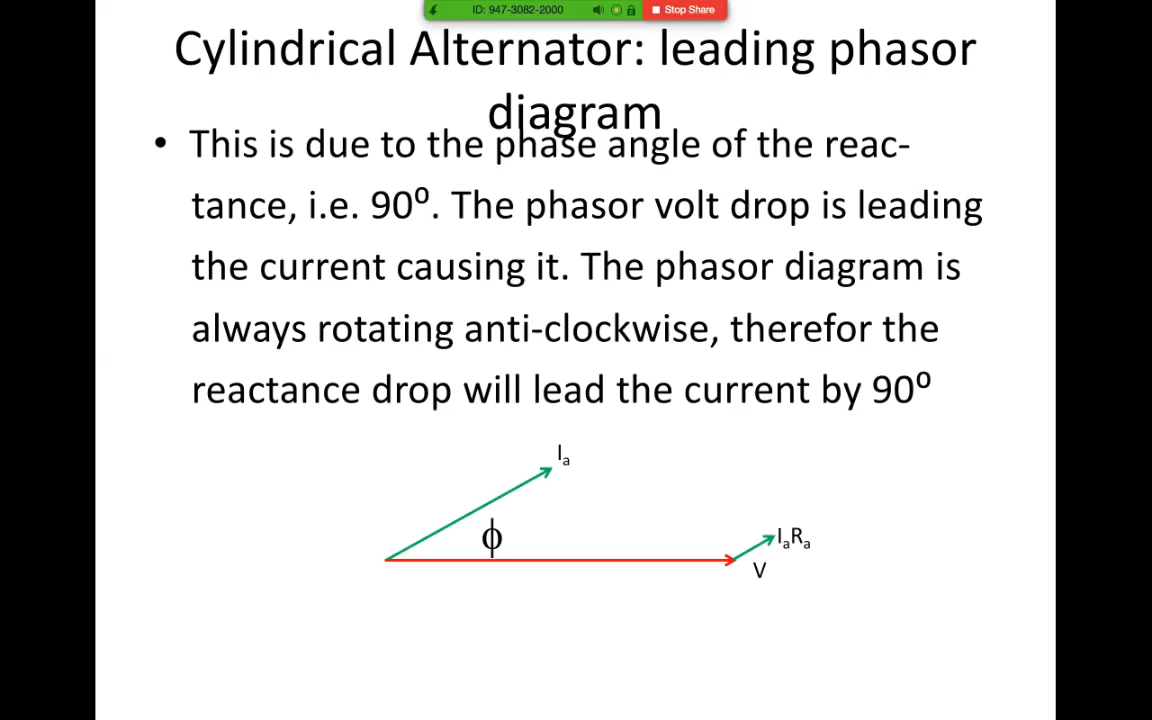 ID: 947-3082-2000
Stop Share
Cylindrical Alternator: leading phasor
diagram
• This is due to the phase angle of the reac-
tance, i.e. 90⁰. The phasor volt drop is leading
the current causing it. The phasor diagram is
always rotating anti-clockwise, therefor the
reactance drop will lead the current by 90⁰
Iₐ
ϕ
IₐRₐ
V